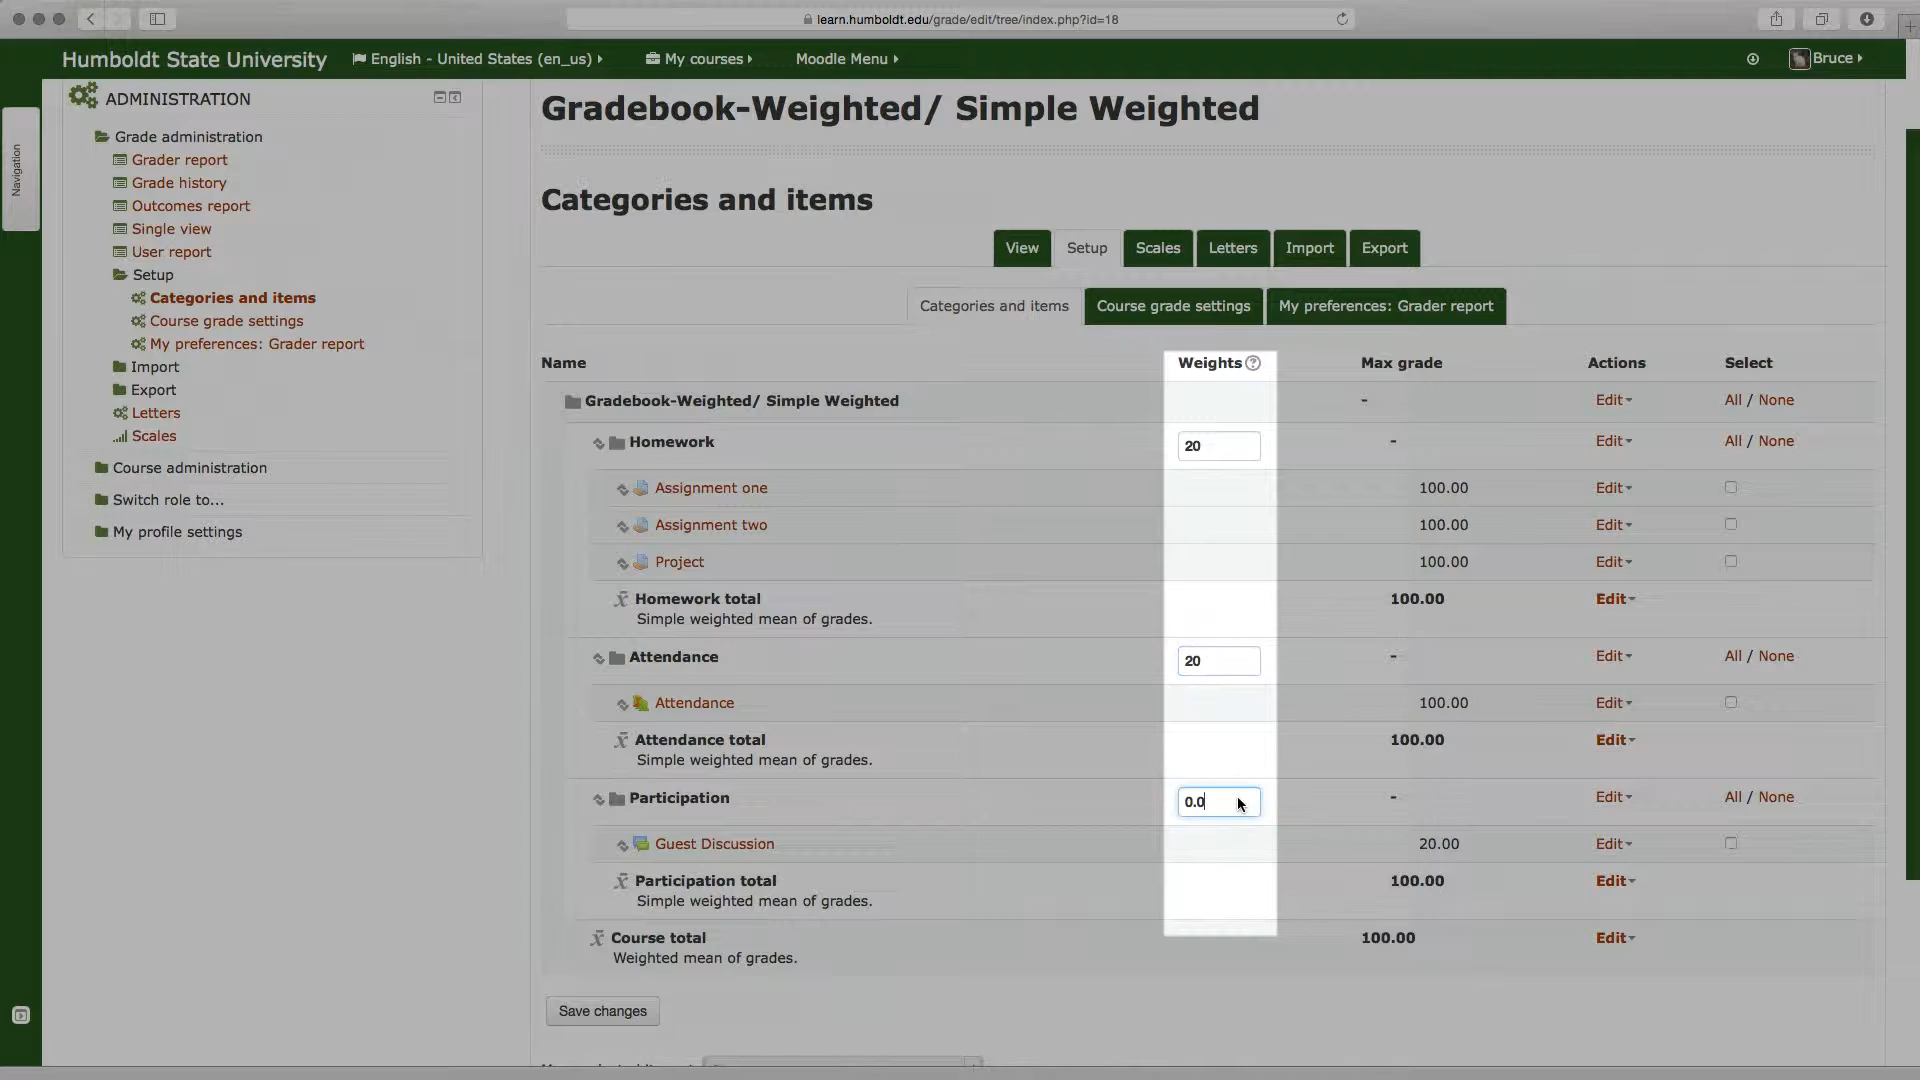 learn.humboldt.edu/grade/edit/tree/index.php?id=18
Humboldt State University
English - United States (en_us)
My courses
Moodle Menu
Bruce
Navigation
ADMINISTRATION
Grade administration
Grader report
Grade history
Outcomes report
Single view
User report
Setup
Categories and items
Course grade settings
My preferences: Grader report
Import
Export
Letters
Scales
Course administration
Switch role to...
My profile settings
Gradebook-Weighted/ Simple Weighted
Categories and items
View Setup Scales Letters Import Export
Categories and items Course grade settings My preferences: Grader report
Name Weights Max grade Actions Select
Gradebook-Weighted/ Simple Weighted - Edit All / None
Homework 20 - Edit All / None
Assignment one 100.00 Edit
Assignment two 100.00 Edit
Project 100.00 Edit
x̄ Homework total 100.00 Edit
Simple weighted mean of grades.
Attendance 20 - Edit All / None
Attendance 100.00 Edit
x̄ Attendance total 100.00 Edit
Simple weighted mean of grades.
Participation 0.0 - Edit All / None
Guest Discussion 20.00 Edit
x̄ Participation total 100.00 Edit
Simple weighted mean of grades.
x̄ Course total 100.00 Edit
Weighted mean of grades.
Save changes